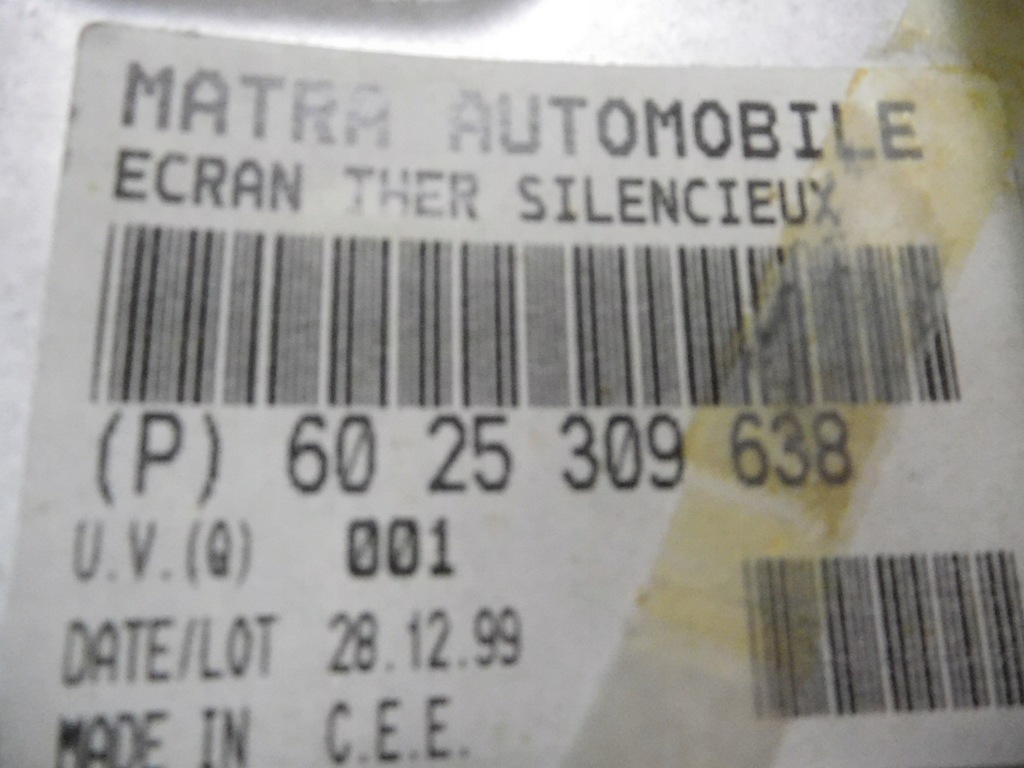 MATRA AUTOMOBILE
ECRAN THER SILENCIEUX
(P) 60 25 309 638
U.V.(Q) 001
DATE/LOT 28.12.99
MADE IN C.E.E.